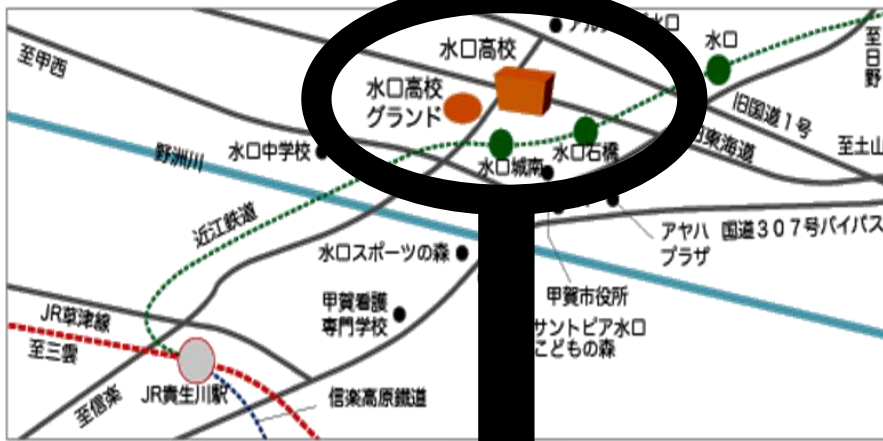 水口高校
水口
至甲西
至日野
水口高校
グランド
旧国道1号
野洲川
水口中学校
水口城南
水口石橋
東海道
至土山
近江鉄道
アヤハ
プラザ
国道307号バイパス
水口スポーツの森
甲賀市役所
甲賀看護
専門学校
サントピア水口
こどもの森
JR草津線
至三雲
JR貴生川駅
至信楽
信楽高原鐵道